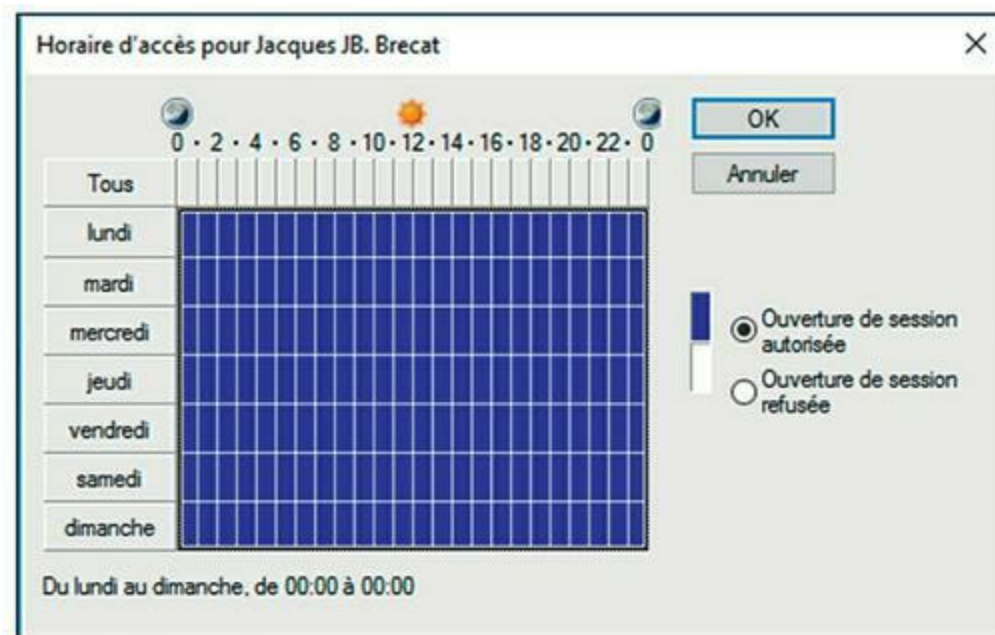 Horaire d'accès pour Jacques JB. Brecat
0 · 2 · 4 · 6 · 8 · 10 · 12 · 14 · 16 · 18 · 20 · 22 · 0
OK
Annuler
Tous
lundi
mardi
mercredi
jeudi
vendredi
samedi
dimanche
Ouverture de session
autorisée
Ouverture de session
refusée
Du lundi au dimanche, de 00:00 à 00:00